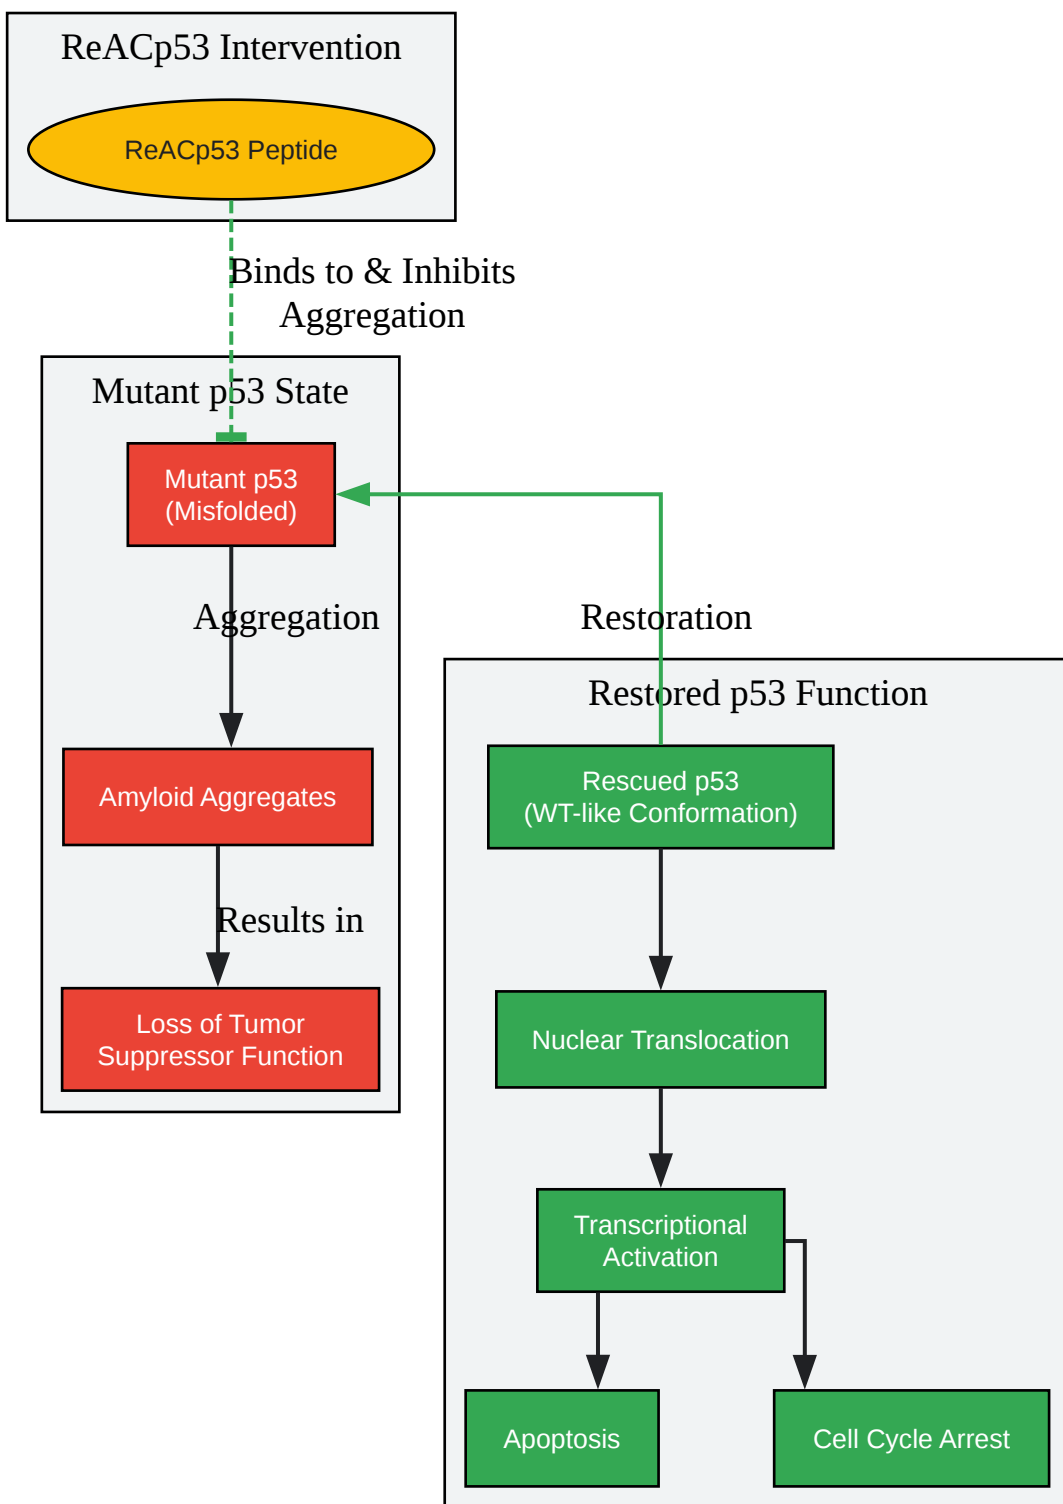 ReACp53 Intervention
ReACp53 Peptide
Binds to & Inhibits
Aggregation
Mutant p53 State
Mutant p53
(Misfolded)
Aggregation
Restoration
Restored p53 Function
Rescued p53
(WT-like Conformation)
Amyloid Aggregates
Results in
Loss of Tumor
Suppressor Function
Nuclear Translocation
Transcriptional
Activation
Apoptosis
Cell Cycle Arrest